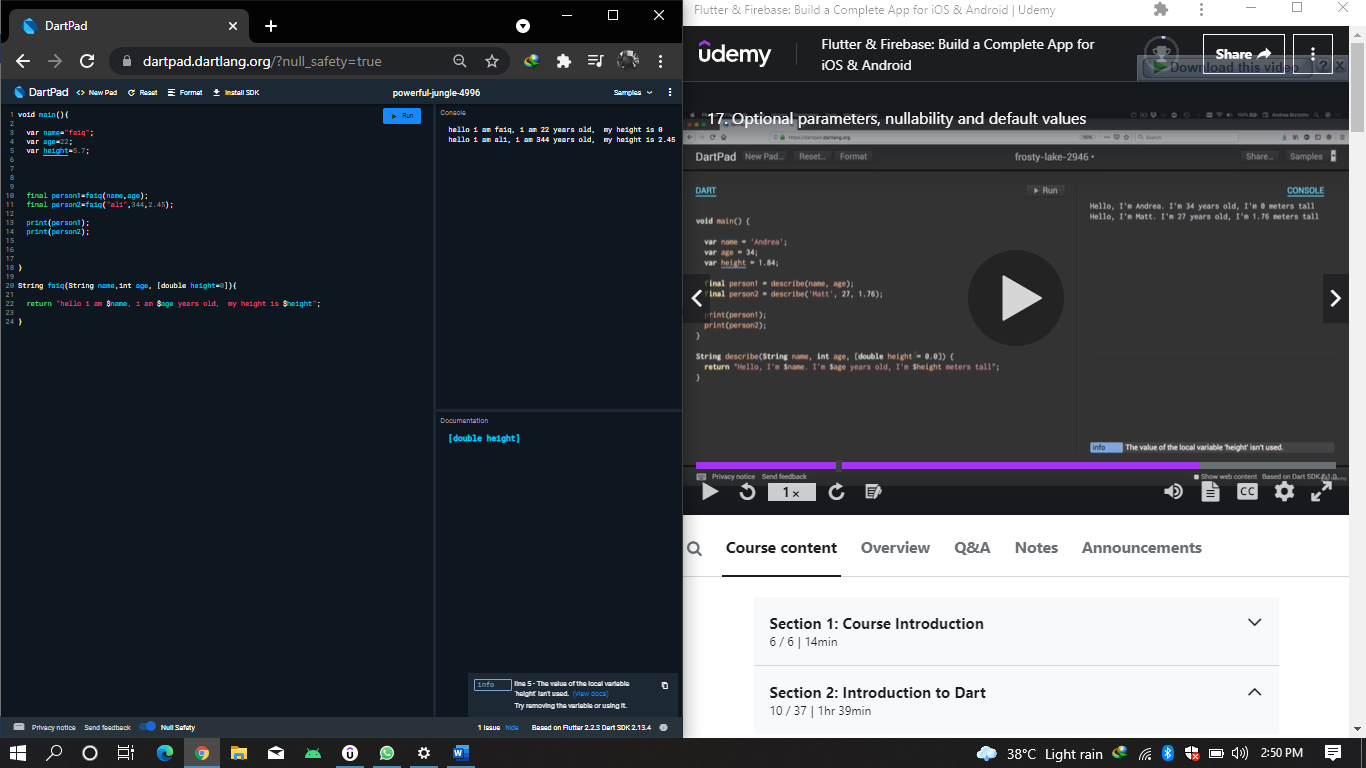 DartPad
dartpad.dartlang.org/?null_safety=true
DartPad
<> New Pad
Reset
Format
Install SDK
powerful-jungle-4996
Samples
1 void main(){
2
3 var name="faiq";
4 var age=22;
5 var height=5.7;
6
7
8
9
10 final person1=faiq(name,age);
11 final person2=faiq("ali",344,2.45);
12
13 print(person1);
14 print(person2);
15
16
17
18 }
19
20 String faiq(String name,int age, [double height=0]){
21
22 return "hello i am $name, i am $age years old,  my height is $height";
23
24 }
Run
Console
hello i am faiq, i am 22 years old,  my height is 0
hello i am ali, i am 344 years old,  my height is 2.45
Documentation
[double height]
info
line 5 - The value of the local variable
'height' isn't used. (view docs)
Try removing the variable or using it.
Privacy notice
Send feedback
Null Safety
1 issue hide
Based on Flutter 2.2.3 Dart SDK 2.13.4
Flutter & Firebase: Build a Complete App for iOS & Android | Udemy
udemy
Flutter & Firebase: Build a Complete App for
iOS & Android
Share
Download this video
?
17. Optional parameters, nullability and default values
DartPad
New Pad...
Reset...
Format
frosty-lake-2946 •
Share...
Samples
DART
Run
CONSOLE
void main() {
var name = 'Andrea';
var age = 34;
var height = 1.84;
final person1 = describe(name, age);
final person2 = describe('Matt', 27, 1.76);
print(person1);
print(person2);
}
String describe(String name, int age, [double height = 0.0]) {
return "Hello, I'm $name. I'm $age years old, I'm $height meters tall";
}
Hello, I'm Andrea. I'm 34 years old, I'm 0 meters tall
Hello, I'm Matt. I'm 27 years old, I'm 1.76 meters tall
info
The value of the local variable 'height' isn't used.
Privacy notice
Send feedback
Show web content
Based on Dart SDK
1x
CC
Course content
Overview
Q&A
Notes
Announcements
Section 1: Course Introduction
6 / 6 | 14min
Section 2: Introduction to Dart
10 / 37 | 1hr 39min
38°C Light rain
2:50 PM